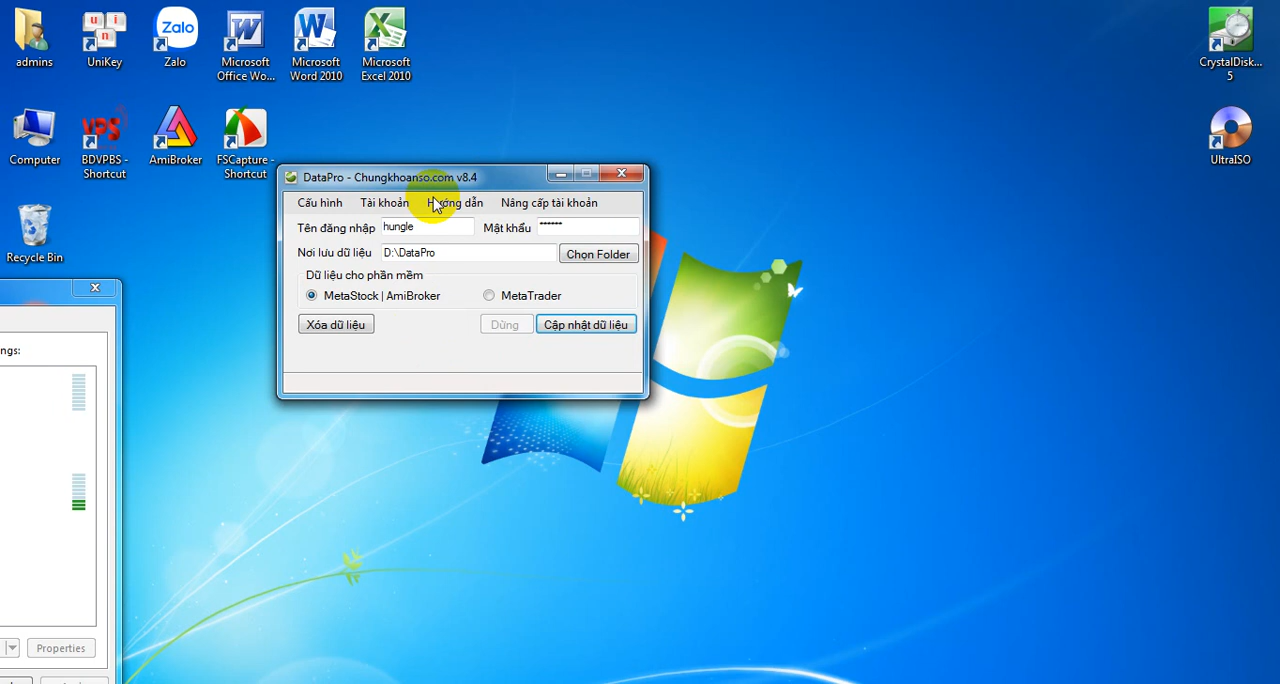 admins
UniKey
Zalo
Zalo
Microsoft
Office Wo...
Microsoft
Word 2010
Microsoft
Excel 2010
CrystalDisk...
5
Computer
VPS
BDVPBS -
Shortcut
AmiBroker
FSCapture -
Shortcut
UltraISO
Recycle Bin
DataPro - Chungkhoanso.com v8.4
Cấu hình Tài khoản Hướng dẫn Nâng cấp tài khoản
Tên đăng nhập hungle Mật khẩu ******
Nơi lưu dữ liệu D:\DataPro Chọn Folder
Dữ liệu cho phần mềm
MetaStock | AmiBroker MetaTrader
Xóa dữ liệu Dừng Cập nhật dữ liệu
ngs:
Properties